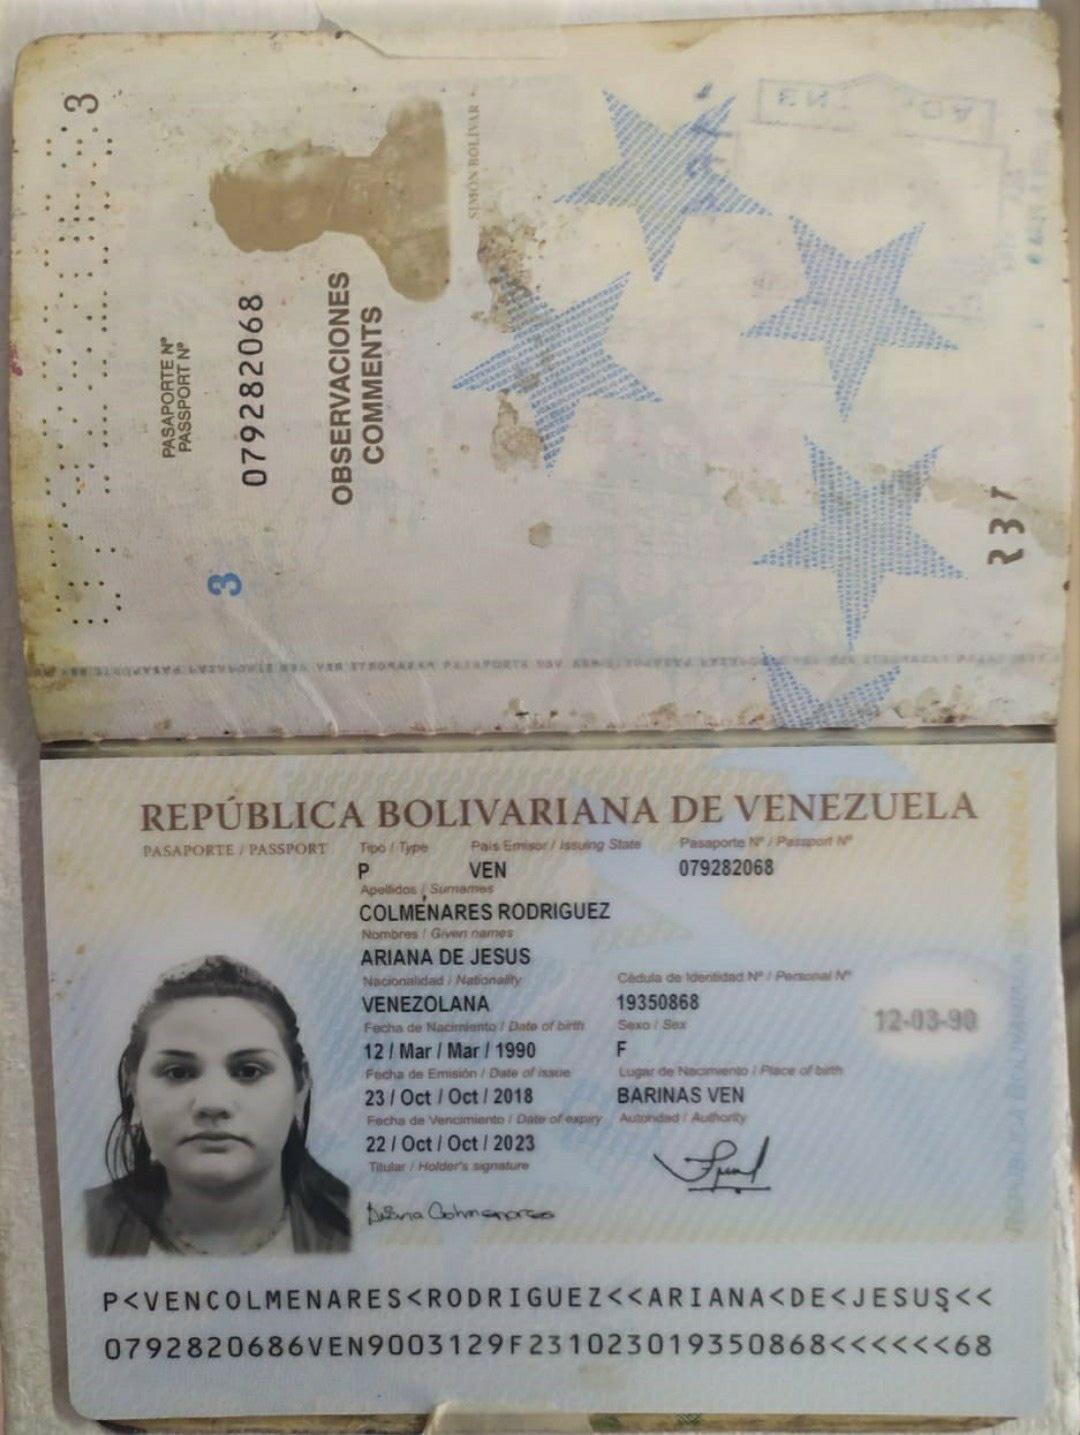 3
PASAPORTE Nº
PASSPORT Nº
079282068
OBSERVACIONES
COMMENTS
SIMÓN BOLÍVAR
3
REPÚBLICA BOLIVARIANA DE VENEZUELA
PASAPORTE / PASSPORT Tipo / Type País Emisor / Issuing State Pasaporte Nº / Passport Nº
P VEN 079282068
Apellidos / Surnames
COLMENARES RODRIGUEZ
Nombres / Given names
ARIANA DE JESUS
Nacionalidad / Nationality Cédula de Identidad Nº / Personal Nº
VENEZOLANA 19350868
12-03-90
Fecha de Nacimiento / Date of birth Sexo / Sex
12 / Mar / Mar / 1990 F
Fecha de Emisión / Date of issue Lugar de Nacimiento / Place of birth
23 / Oct / Oct / 2018 BARINAS VEN
Fecha de Vencimiento / Date of expiry Autoridad / Authority
22 / Oct / Oct / 2023
Titular / Holder's signature
P<VENCOLMENARES<RODRIGUEZ<<ARIANA<DE<JESUS<<
0792820686VEN9003129F231023019350868<<<<<<68